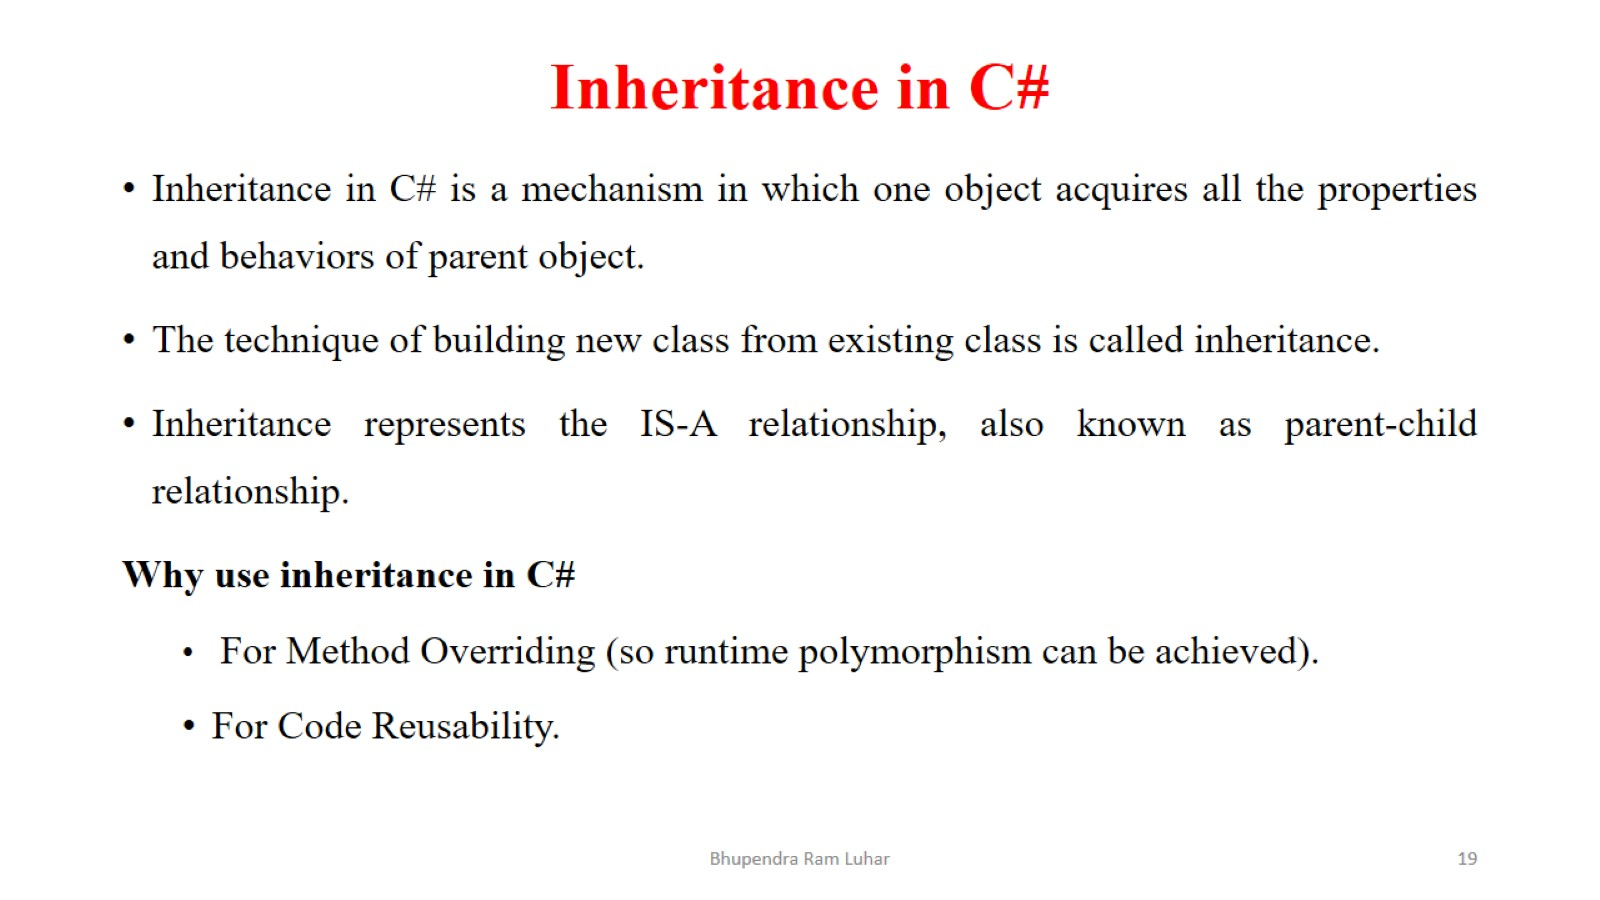 Inheritance in C#
• Inheritance in C# is a mechanism in which one object acquires all the properties
and behaviors of parent object.
• The technique of building new class from existing class is called inheritance.
• Inheritance represents the IS-A relationship, also known as parent-child
relationship.
Why use inheritance in C#
• For Method Overriding (so runtime polymorphism can be achieved).
• For Code Reusability.
Bhupendra Ram Luhar 19